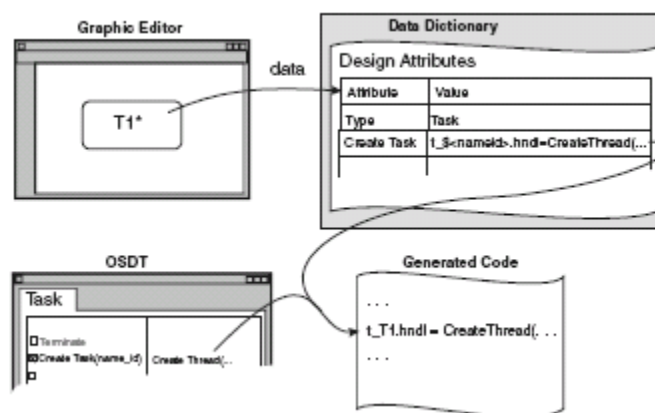 Graphic Editor
T1*
data
Data Dictionary
Design Attributes
Attribute Value
Type Task
Create Task t_$<nameid>.hndl=CreateThread(...
OSDT
Task
Terminate
Create Task(name_id) Create Thread(...
Generated Code
. . .
t_T1.hndl = CreateThread(. . .
. . .